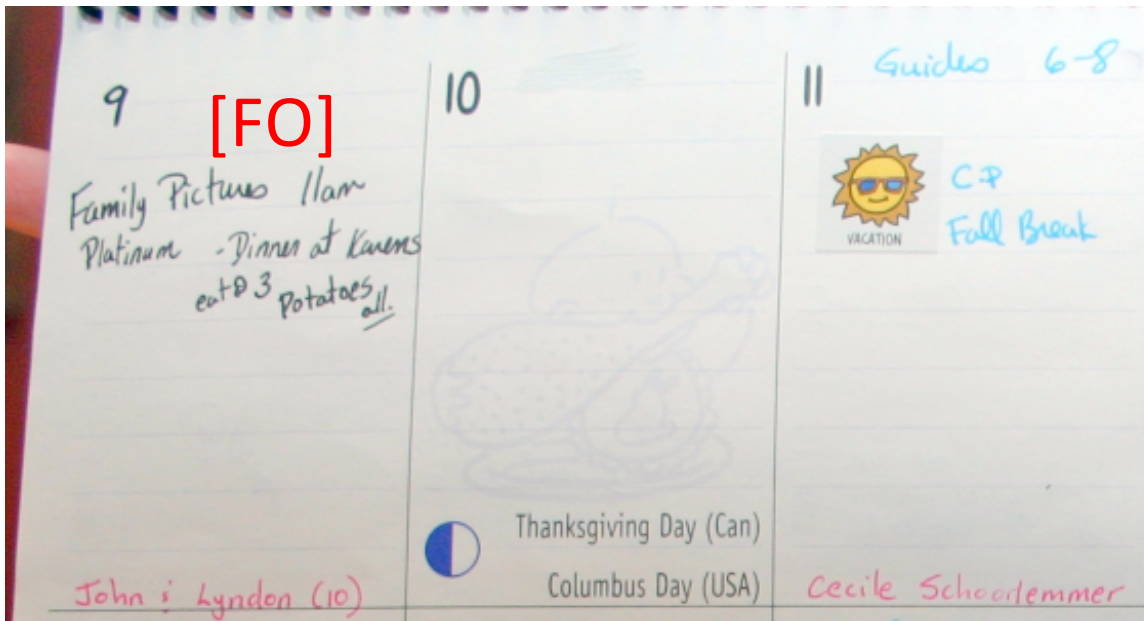 9
[FO]
Family Pictures 11am
Platinum - Dinner at Karens
eat @ 3 Potatoes
all.
John & Lyndon (10)
10
Thanksgiving Day (Can)
Columbus Day (USA)
11
Guides 6-8
VACATION
Fall Break
Cecile Schoorlemmer